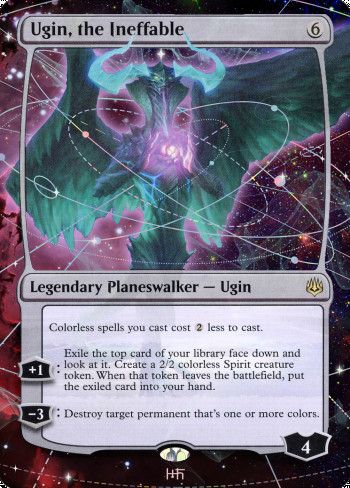 Ugin, the Ineffable 6
Legendary Planeswalker — Ugin
Colorless spells you cast cost 2 less to cast.
Exile the top card of your library face down and
+1: look at it. Create a 2/2 colorless Spirit creature
token. When that token leaves the battlefield, put
the exiled card into your hand.
-3: Destroy target permanent that's one or more colors.
4